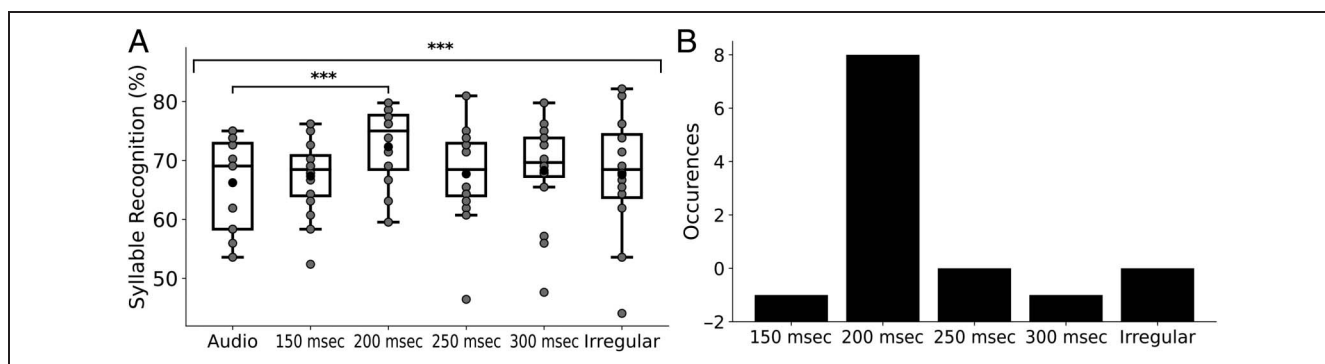 A
Syllable Recognition (%)
80
70
60
50
***
***
Audio
150 msec
200 msec
250 msec
300 msec
Irregular
B
Occurences
8
6
4
2
0
−2
150 msec
200 msec
250 msec
300 msec
Irregular